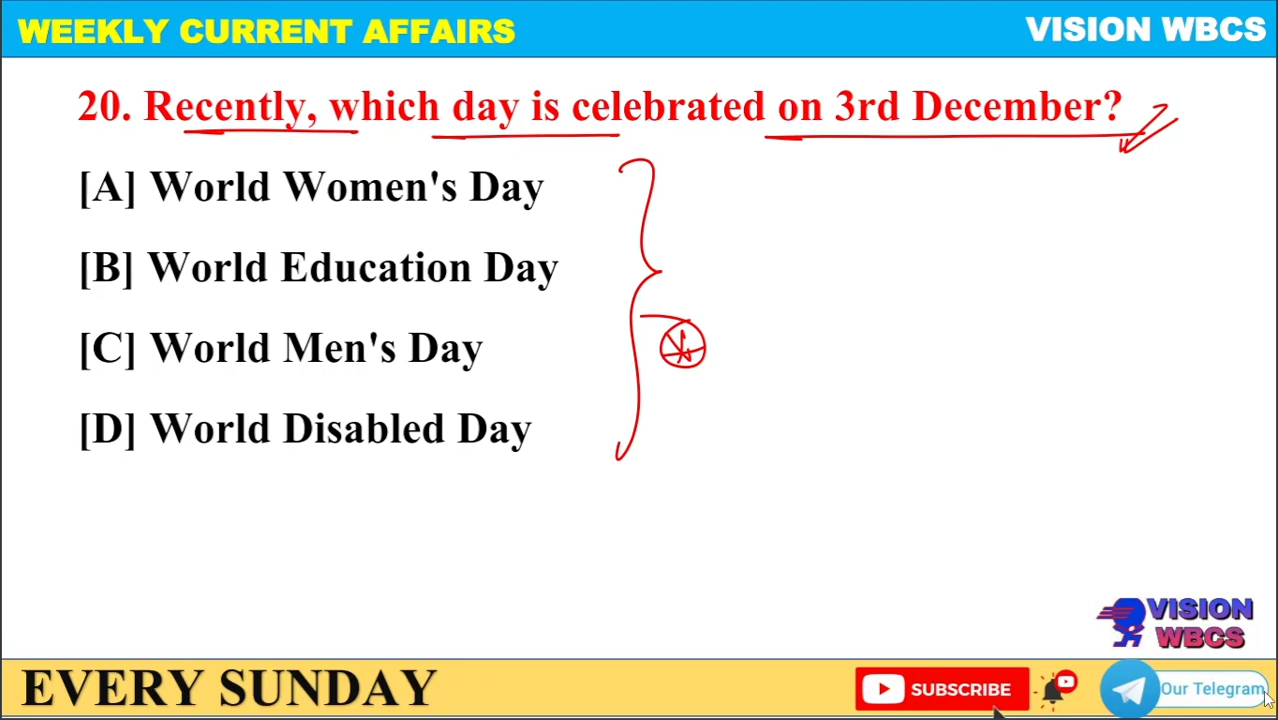 WEEKLY CURRENT AFFAIRS
VISION WBCS
20. Recently, which day is celebrated on 3rd December?
[A] World Women's Day
[B] World Education Day
[C] World Men's Day
[D] World Disabled Day
VISION
WBCS
EVERY SUNDAY
SUBSCRIBE
Our Telegram